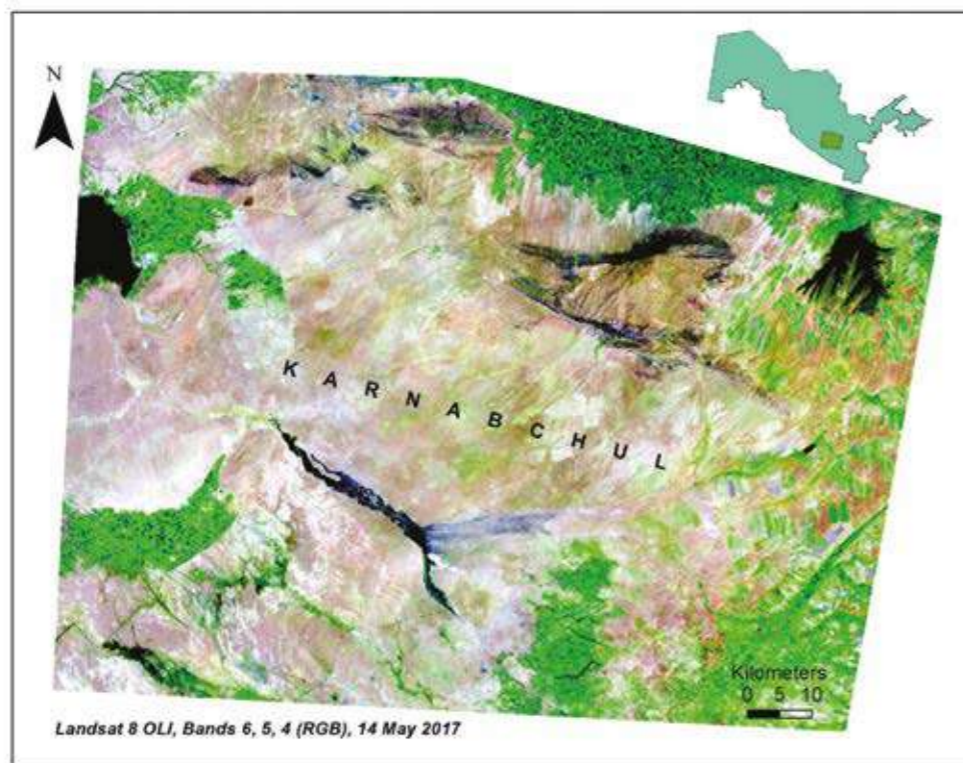 N
KARNABCHUL
Kilometers
0 5 10
Landsat 8 OLI, Bands 6, 5, 4 (RGB), 14 May 2017